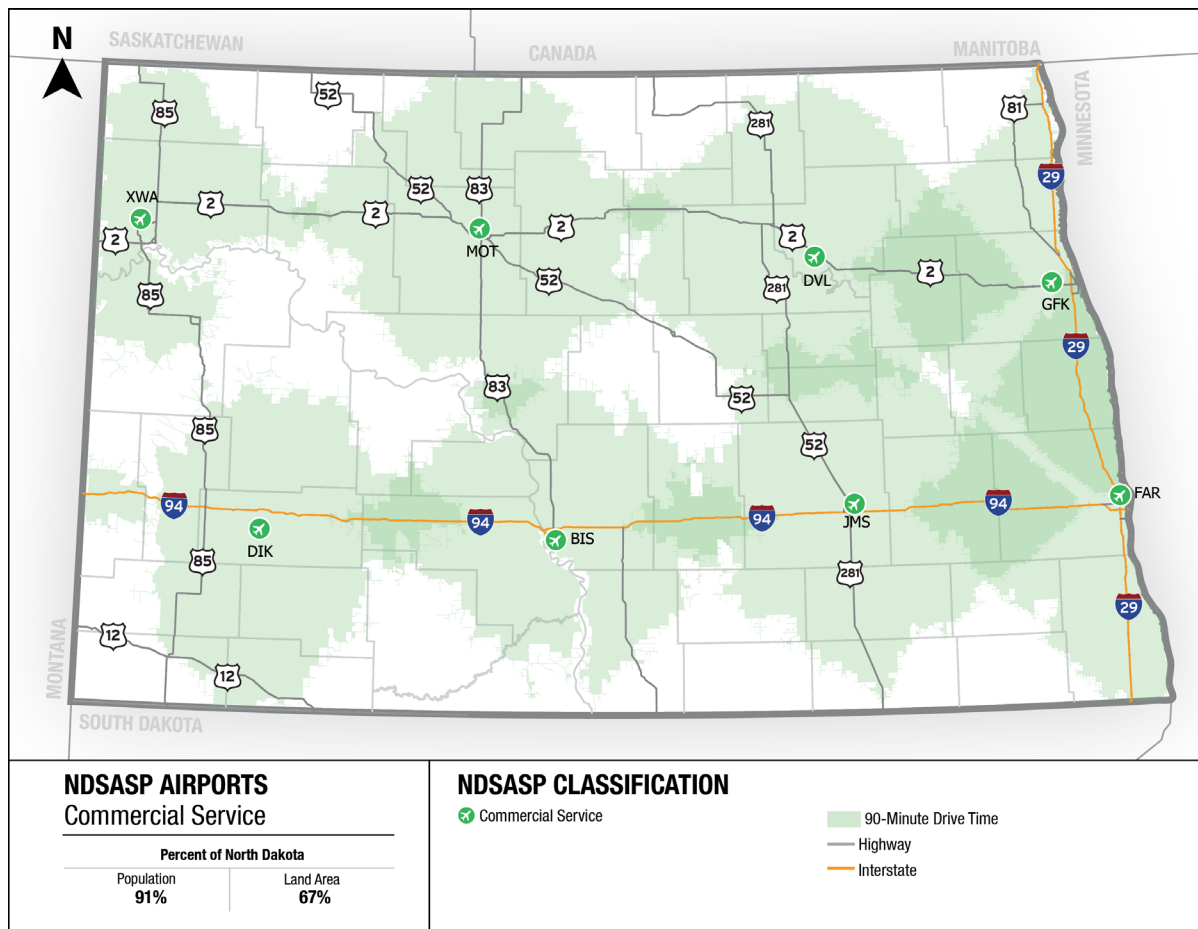 N
SASKATCHEWAN
CANADA
MANITOBA
MINNESOTA
85
52
281
81
XWA
2
2
52
83
2
MOT
2
52
2
DVL
2
29
GFK
2
85
281
29
83
52
85
52
94
DIK
94
BIS
94
JMS
94
FAR
85
281
29
12
12
MONTANA
SOUTH DAKOTA
NDSASP AIRPORTS
Commercial Service
Percent of North Dakota
Population
91%
Land Area
67%
NDSASP CLASSIFICATION
Commercial Service
90-Minute Drive Time
Highway
Interstate